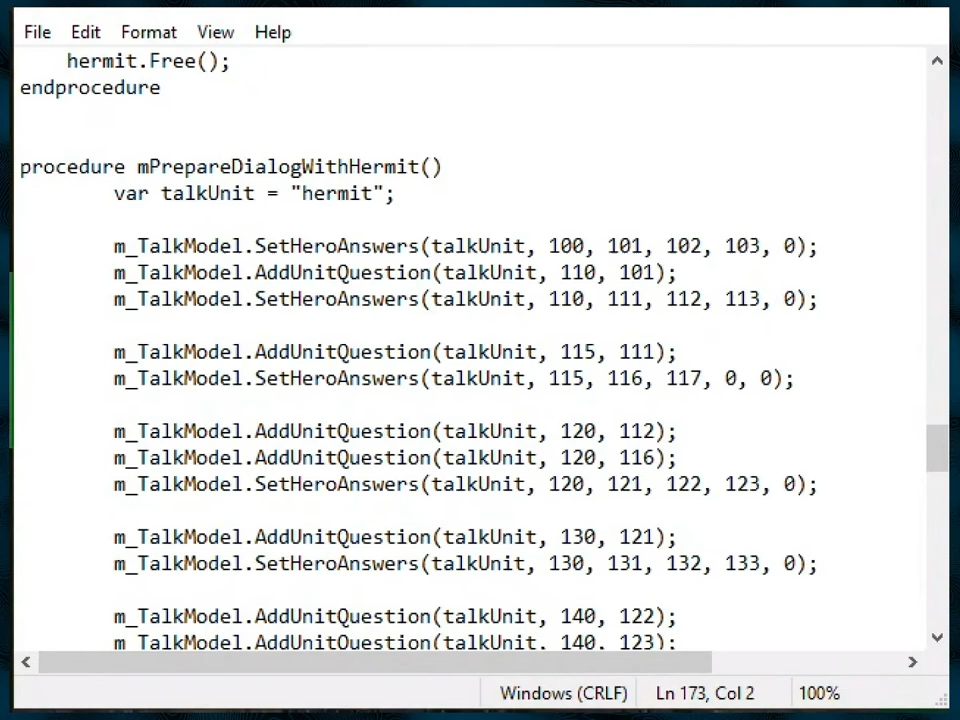 File Edit Format View Help
hermit.Free();
endprocedure
procedure mPrepareDialogWithHermit()
var talkUnit = "hermit";
m_TalkModel.SetHeroAnswers(talkUnit, 100, 101, 102, 103, 0);
m_TalkModel.AddUnitQuestion(talkUnit, 110, 101);
m_TalkModel.SetHeroAnswers(talkUnit, 110, 111, 112, 113, 0);
m_TalkModel.AddUnitQuestion(talkUnit, 115, 111);
m_TalkModel.SetHeroAnswers(talkUnit, 115, 116, 117, 0, 0);
m_TalkModel.AddUnitQuestion(talkUnit, 120, 112);
m_TalkModel.AddUnitQuestion(talkUnit, 120, 116);
m_TalkModel.SetHeroAnswers(talkUnit, 120, 121, 122, 123, 0);
m_TalkModel.AddUnitQuestion(talkUnit, 130, 121);
m_TalkModel.SetHeroAnswers(talkUnit, 130, 131, 132, 133, 0);
m_TalkModel.AddUnitQuestion(talkUnit, 140, 122);
m_TalkModel.AddUnitQuestion(talkUnit, 140, 123);
Windows (CRLF) Ln 173, Col 2 100%